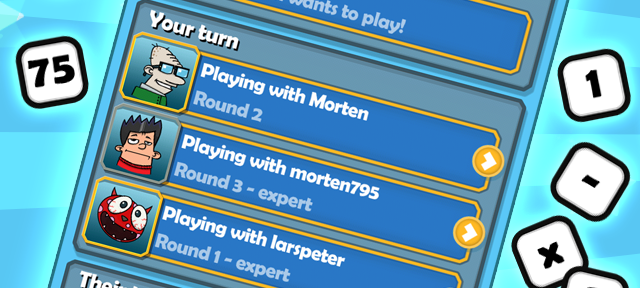 wants to play!
Your turn
Playing with Morten
Round 2
Playing with morten795
Round 3 - expert
Playing with larspeter
Round 1 - expert
75
1
-
x